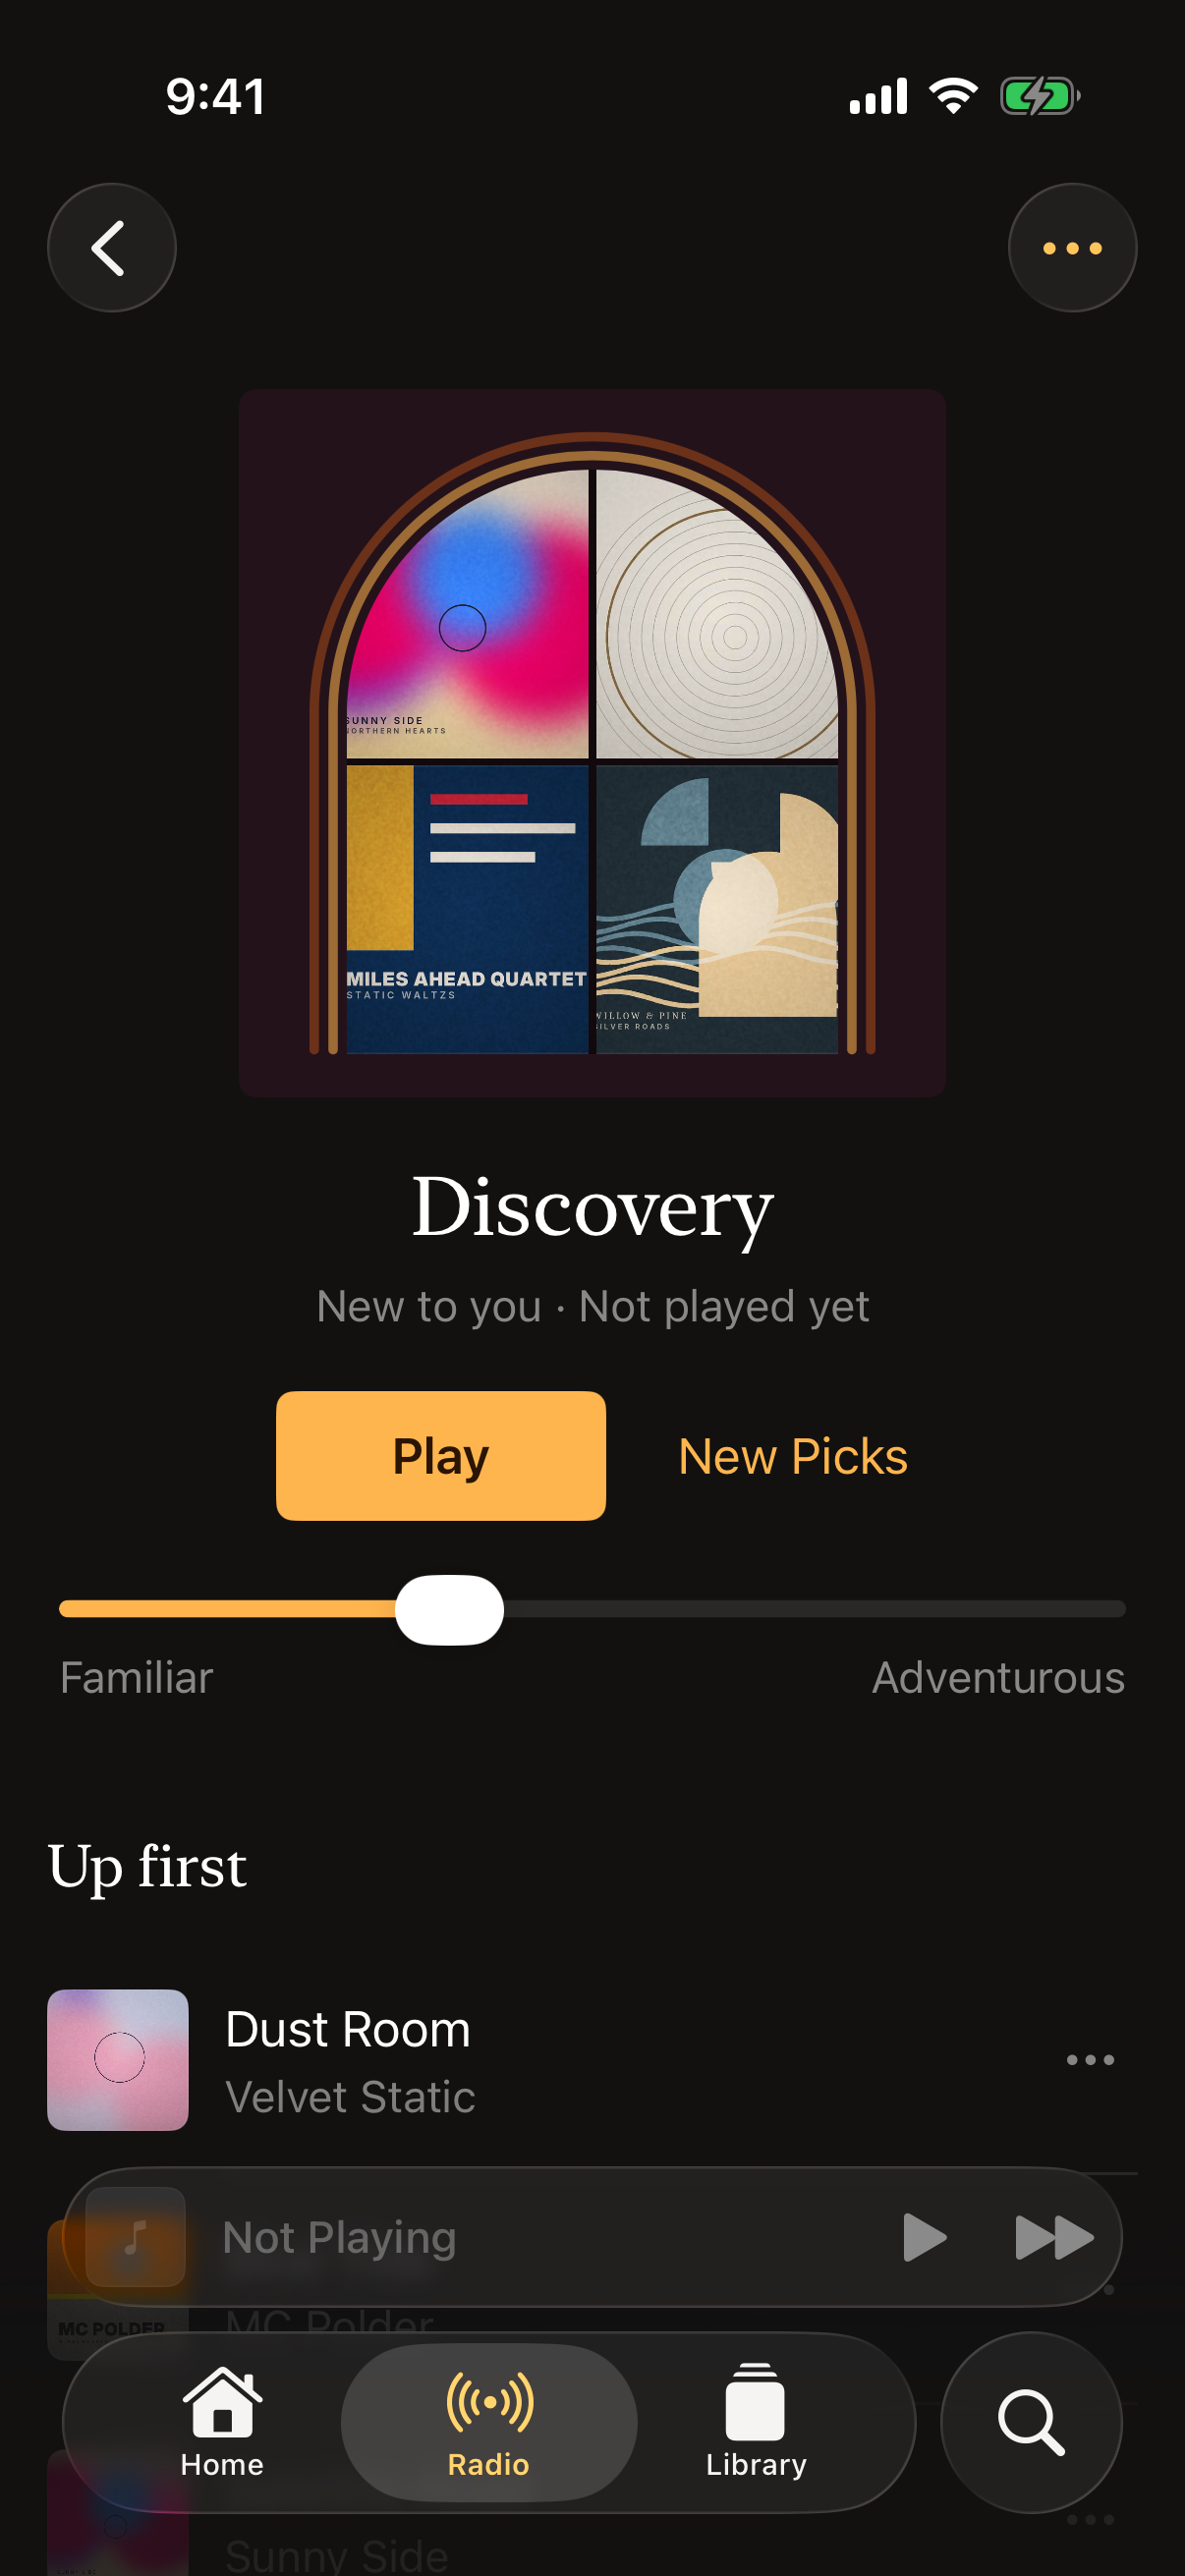 9:41
SUNNY SIDE
NORTHERN HEARTS
MILES AHEAD QUARTET
STATIC WALTZS
WILLOW & PINE
SILVER ROADS
Discovery
New to you · Not played yet
Play
New Picks
Familiar
Adventurous
Up first
Dust Room
Velvet Static
Not Playing
MC POLDER
MC Polder
Home
Radio
Library
Sunny Side